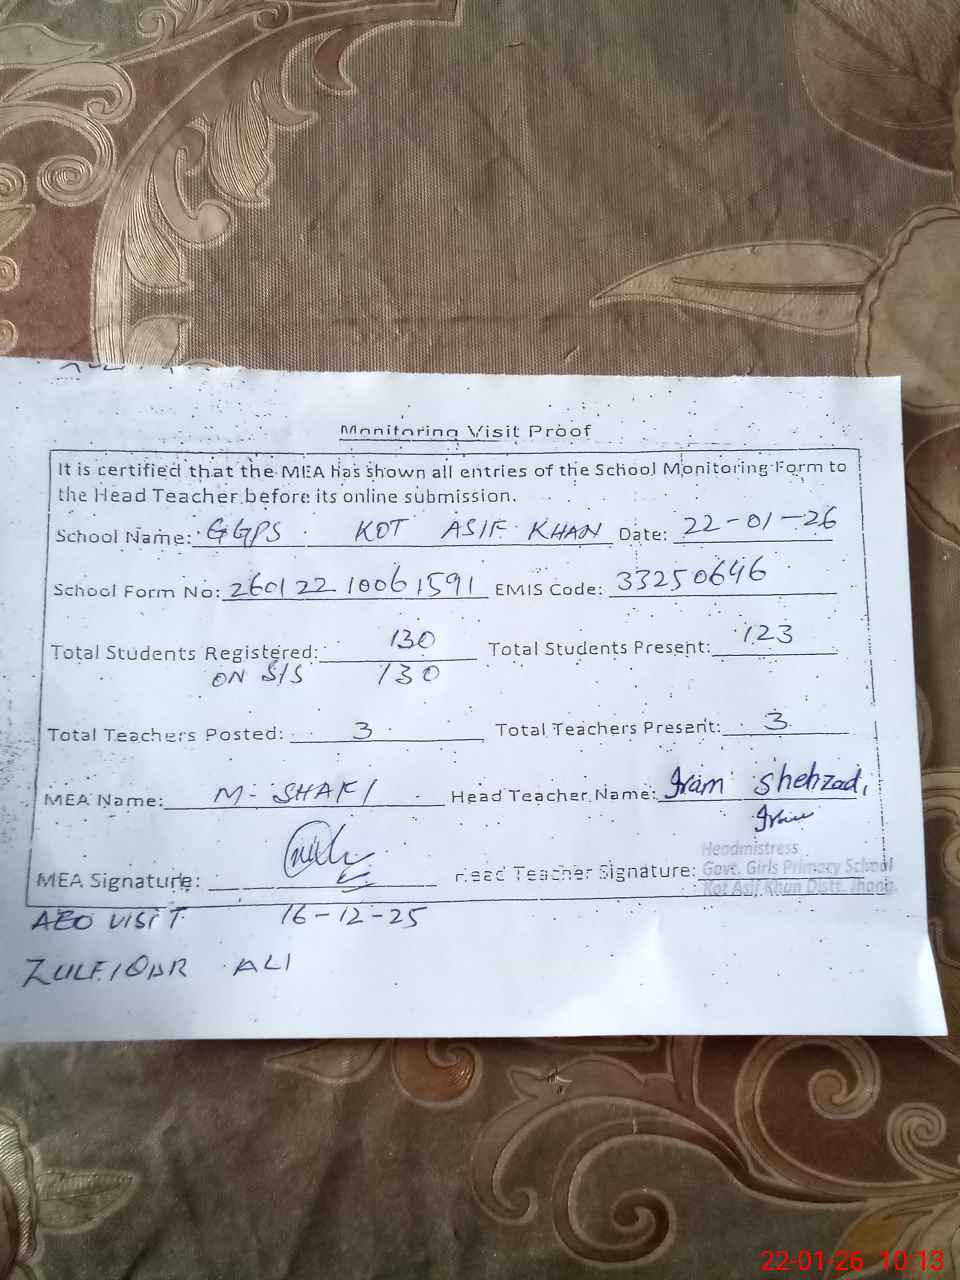 Monitoring Visit Proof
It is certified that the MEA has shown all entries of the School Monitoring Form to
the Head Teacher before its online submission.
School Name: GGPS KOT ASIF KHAN Date: 22-01-26
School Form No: 26012210061591 EMIS Code: 33250646
Total Students Registered: 130 Total Students Present: 123
ON SIS 130
Total Teachers Posted: 3 Total Teachers Present: 3
MEA Name: M. SHAFI Head Teacher Name: Iram Shehzadi
Iram
MEA Signature: Head Teacher Signature:
Headmistress
Govt. Girls Primary School
Kot Asif Khan Distt. Jhang.
AEO VISIT 16-12-25
ZULFIQAR ALI
22-01-26 10:13